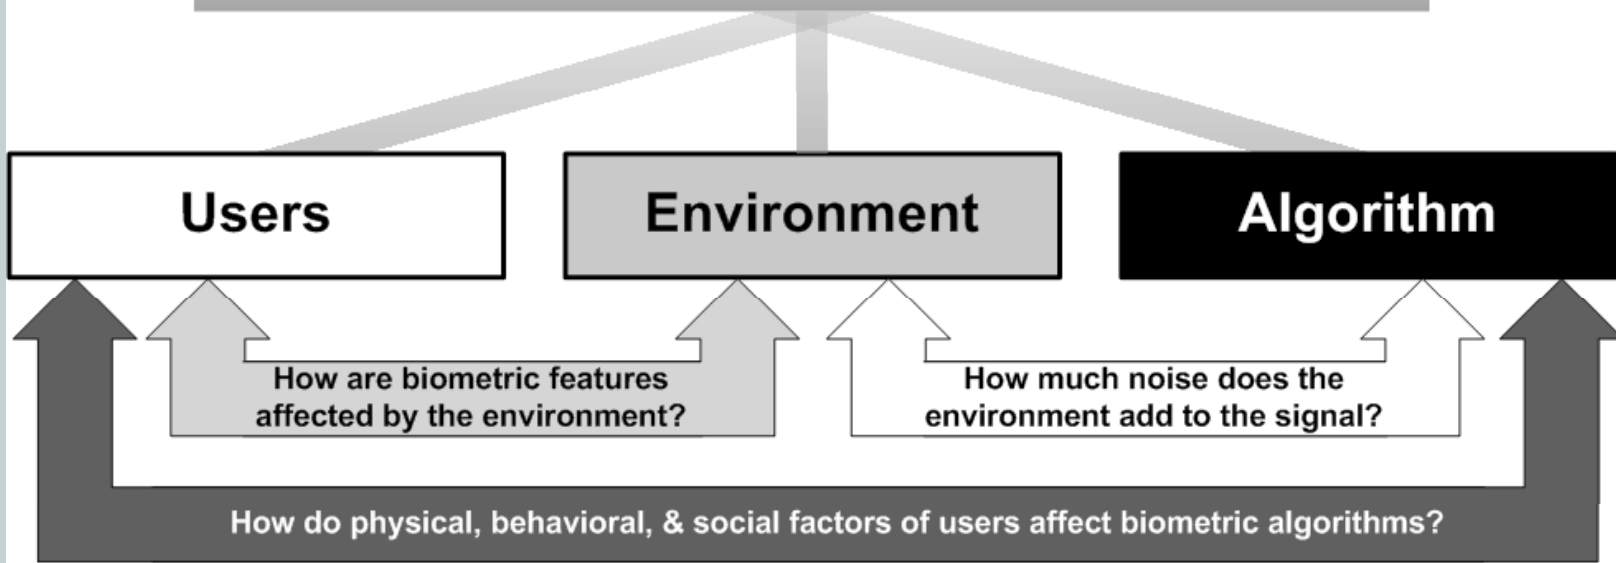 Users
Environment
Algorithm
How are biometric features
affected by the environment?
How much noise does the
environment add to the signal?
How do physical, behavioral, & social factors of users affect biometric algorithms?